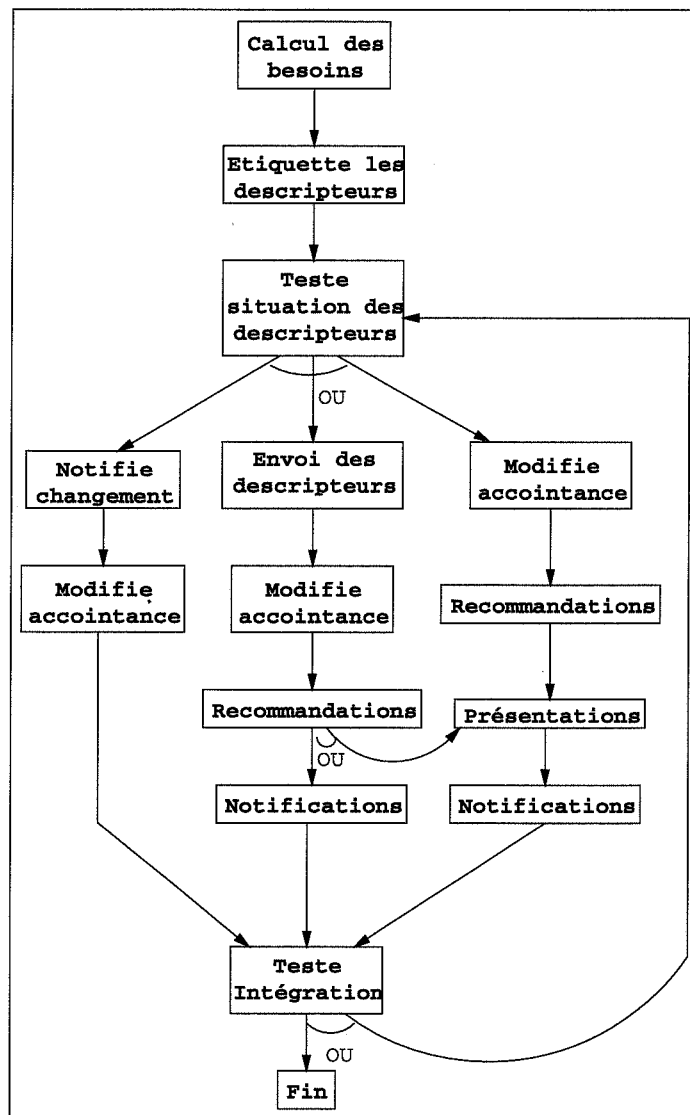 Calcul des
besoins
Etiquette les
descripteurs
Teste
situation des
descripteurs
OU
Notifie
changement
Envoi des
descripteurs
Modifie
accointance
Modifie
accointance
Modifie
accointance
Recommandations
Recommandations
Présentations
OU
Notifications
Notifications
Teste
Intégration
OU
Fin